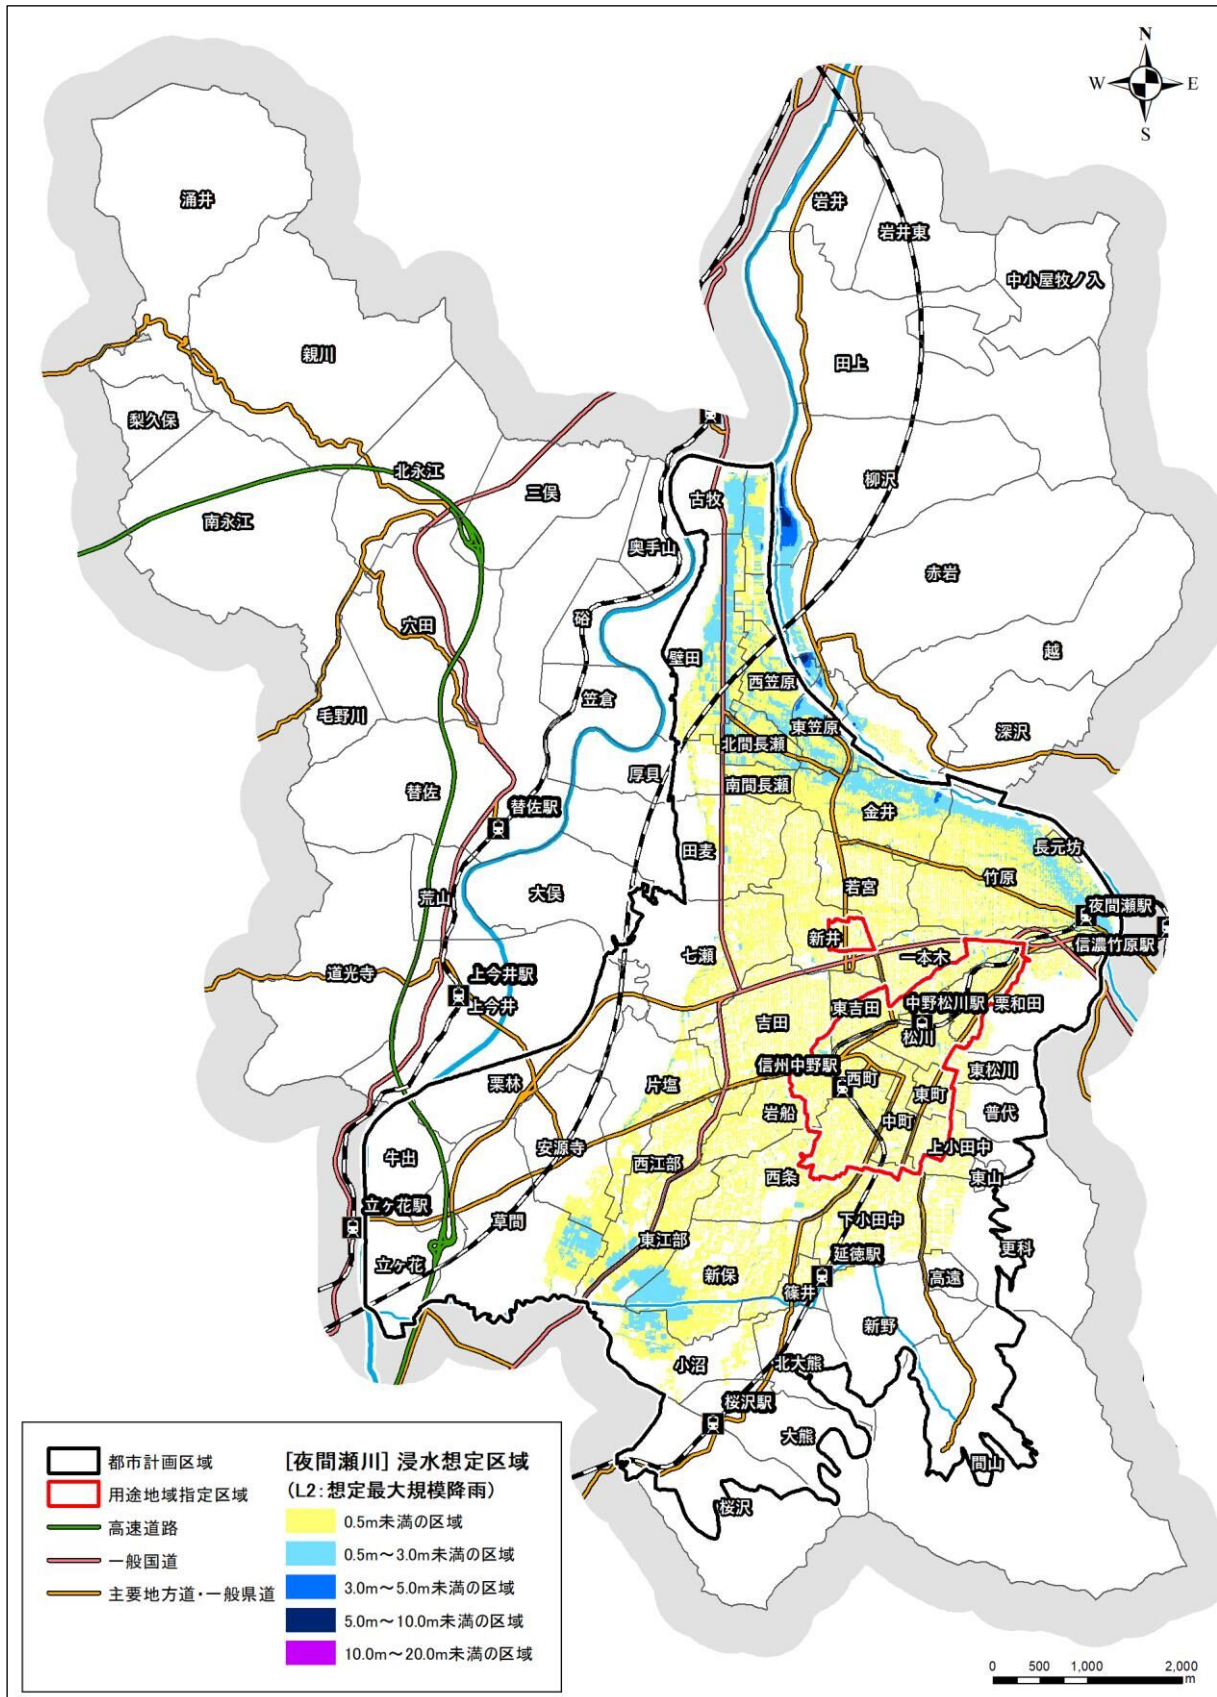 N
W
E
S
涌井
岩井
岩井東
中小屋牧ノ入
親川
田上
梨久保
北永江
三俣
古牧
柳沢
南永江
奥手山
赤岩
硲
穴田
越
壁田
西笠原
笠倉
毛野川
東笠原
深沢
北間長瀬
厚貝
南間長瀬
替佐
替佐駅
金井
田麦
長元坊
竹原
若宮
荒山
大俣
夜間瀬駅
新井
信濃竹原駅
七瀬
一本木
道光寺
上今井駅
上今井
東吉田
中野松川駅
栗和田
吉田
松川
信州中野駅
東松川
栗林
片塩
西町
東町
岩船
中町
普代
安源寺
牛出
西江部
西条
上小田中
東山
立ヶ花駅
草間
下小田中
東江部
更科
延徳駅
立ヶ花
新保
高遠
篠井
新野
小沼
北大熊
桜沢駅
大熊
間山
桜沢
都市計画区域
用途地域指定区域
高速道路
一般国道
主要地方道・一般県道
[夜間瀬川] 浸水想定区域
(L2:想定最大規模降雨)
0.5m未満の区域
0.5m～3.0m未満の区域
3.0m～5.0m未満の区域
5.0m～10.0m未満の区域
10.0m～20.0m未満の区域
0 500 1,000 2,000
m